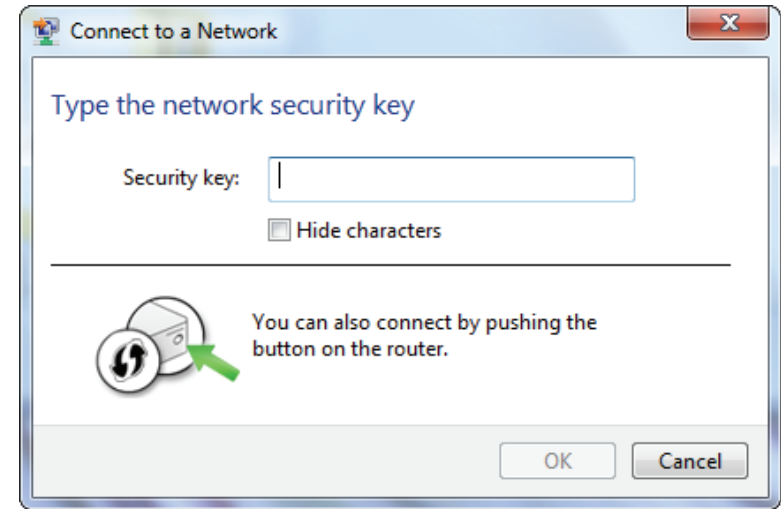 Connect to a Network
Type the network security key
Security key:
Hide characters
You can also connect by pushing the
button on the router.
OK
Cancel